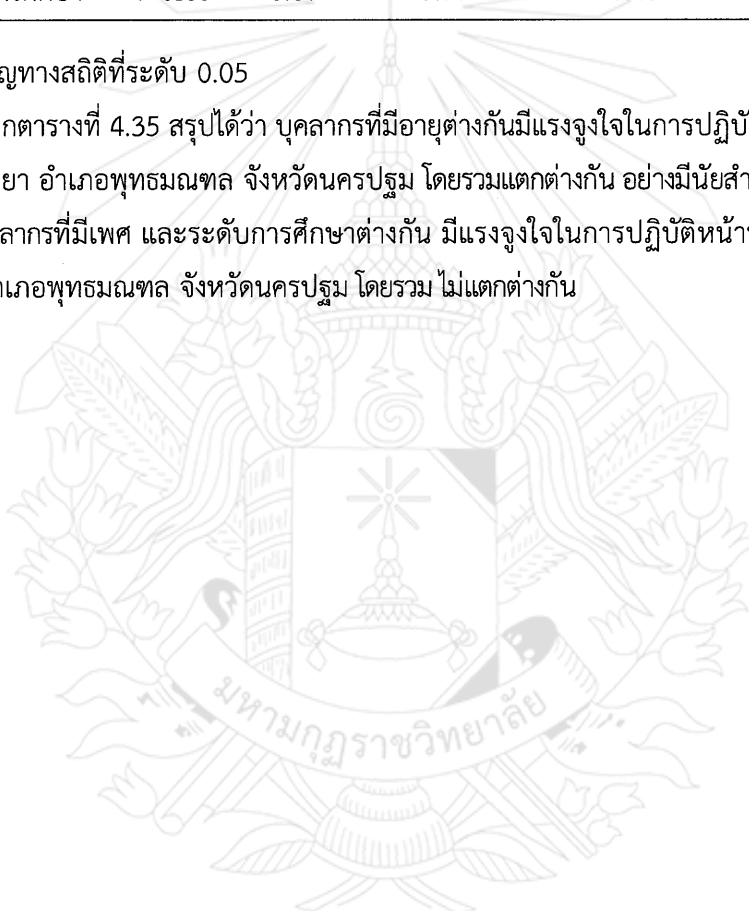 ญทางสถิติที่ระดับ 0.05
กตารางที่ 4.35 สรุปได้ว่า บุคลากรที่มีอายุต่างกันมีแรงจูงใจในการปฏิบั
ยา อำเภอพุทธมณฑล จังหวัดนครปฐม โดยรวมแตกต่างกัน อย่างมีนัยสำ
ลากรที่มีเพศ และระดับการศึกษาต่างกัน มีแรงจูงใจในการปฏิบัติหน้า
าเภอพุทธมณฑล จังหวัดนครปฐม โดยรวม ไม่แตกต่างกัน
มหามกุฏราชวิทยาลัย